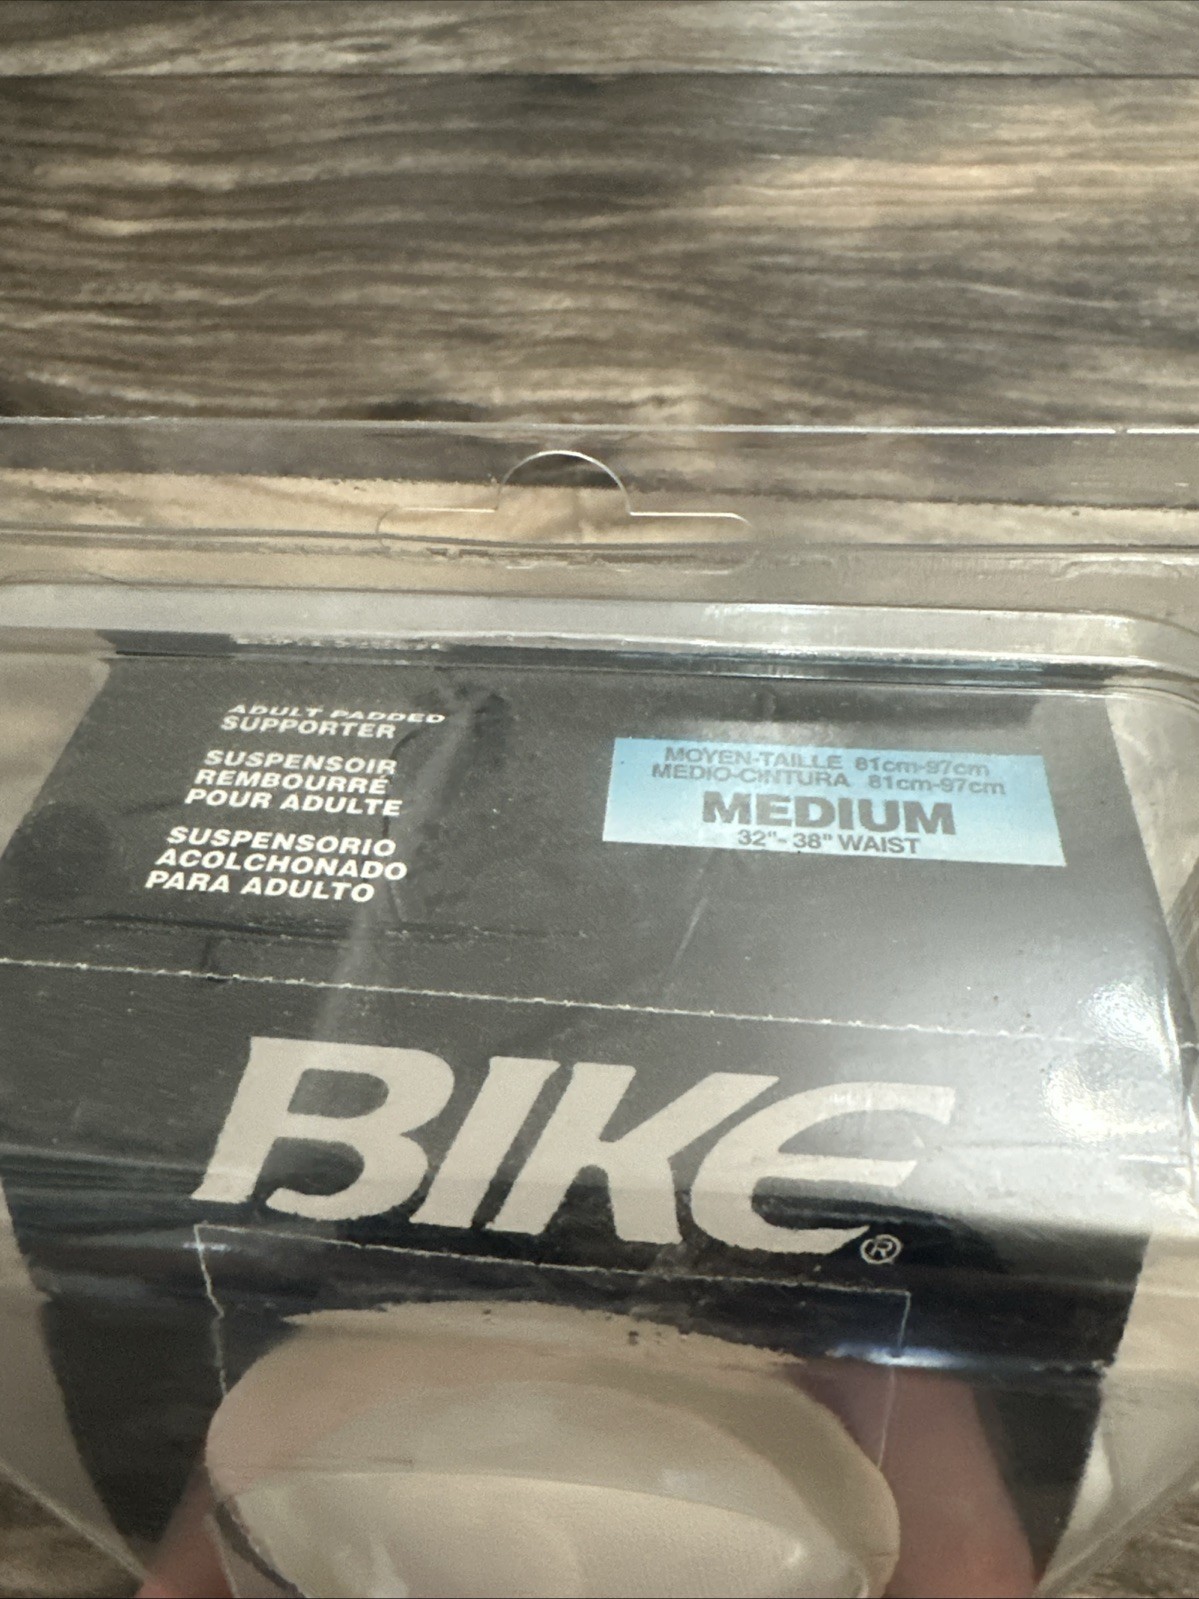 ADULT PADDED
SUPPORTER
SUSPENSOIR
REMBOURRÉ
POUR ADULTE
SUSPENSORIO
ACOLCHONADO
PARA ADULTO
MOYEN-TAILLE 81cm-97cm
MEDIO-CINTURA 81cm-97cm
MEDIUM
32"- 38" WAIST
BIKE®